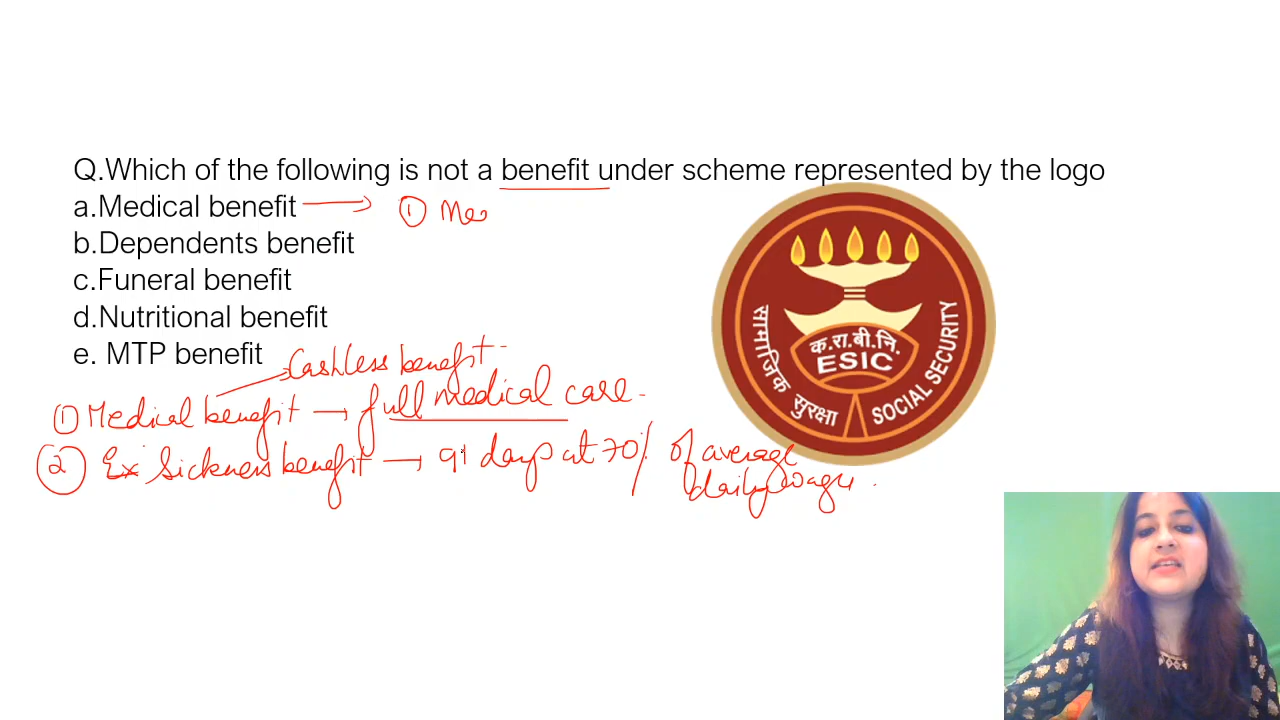 Q.Which of the following is not a benefit under scheme represented by the logo
a.Medical benefit → ① Me
b.Dependents benefit
c.Funeral benefit
d.Nutritional benefit
e. MTP benefit
सामाजिक सुरक्षा
क.रा.बी.नि.
ESIC
SOCIAL SECURITY
Cashless benefit
① Medical benefit → full medical care.
② Ex Sickness benefit → 91 days at 70% of average
daily wage.